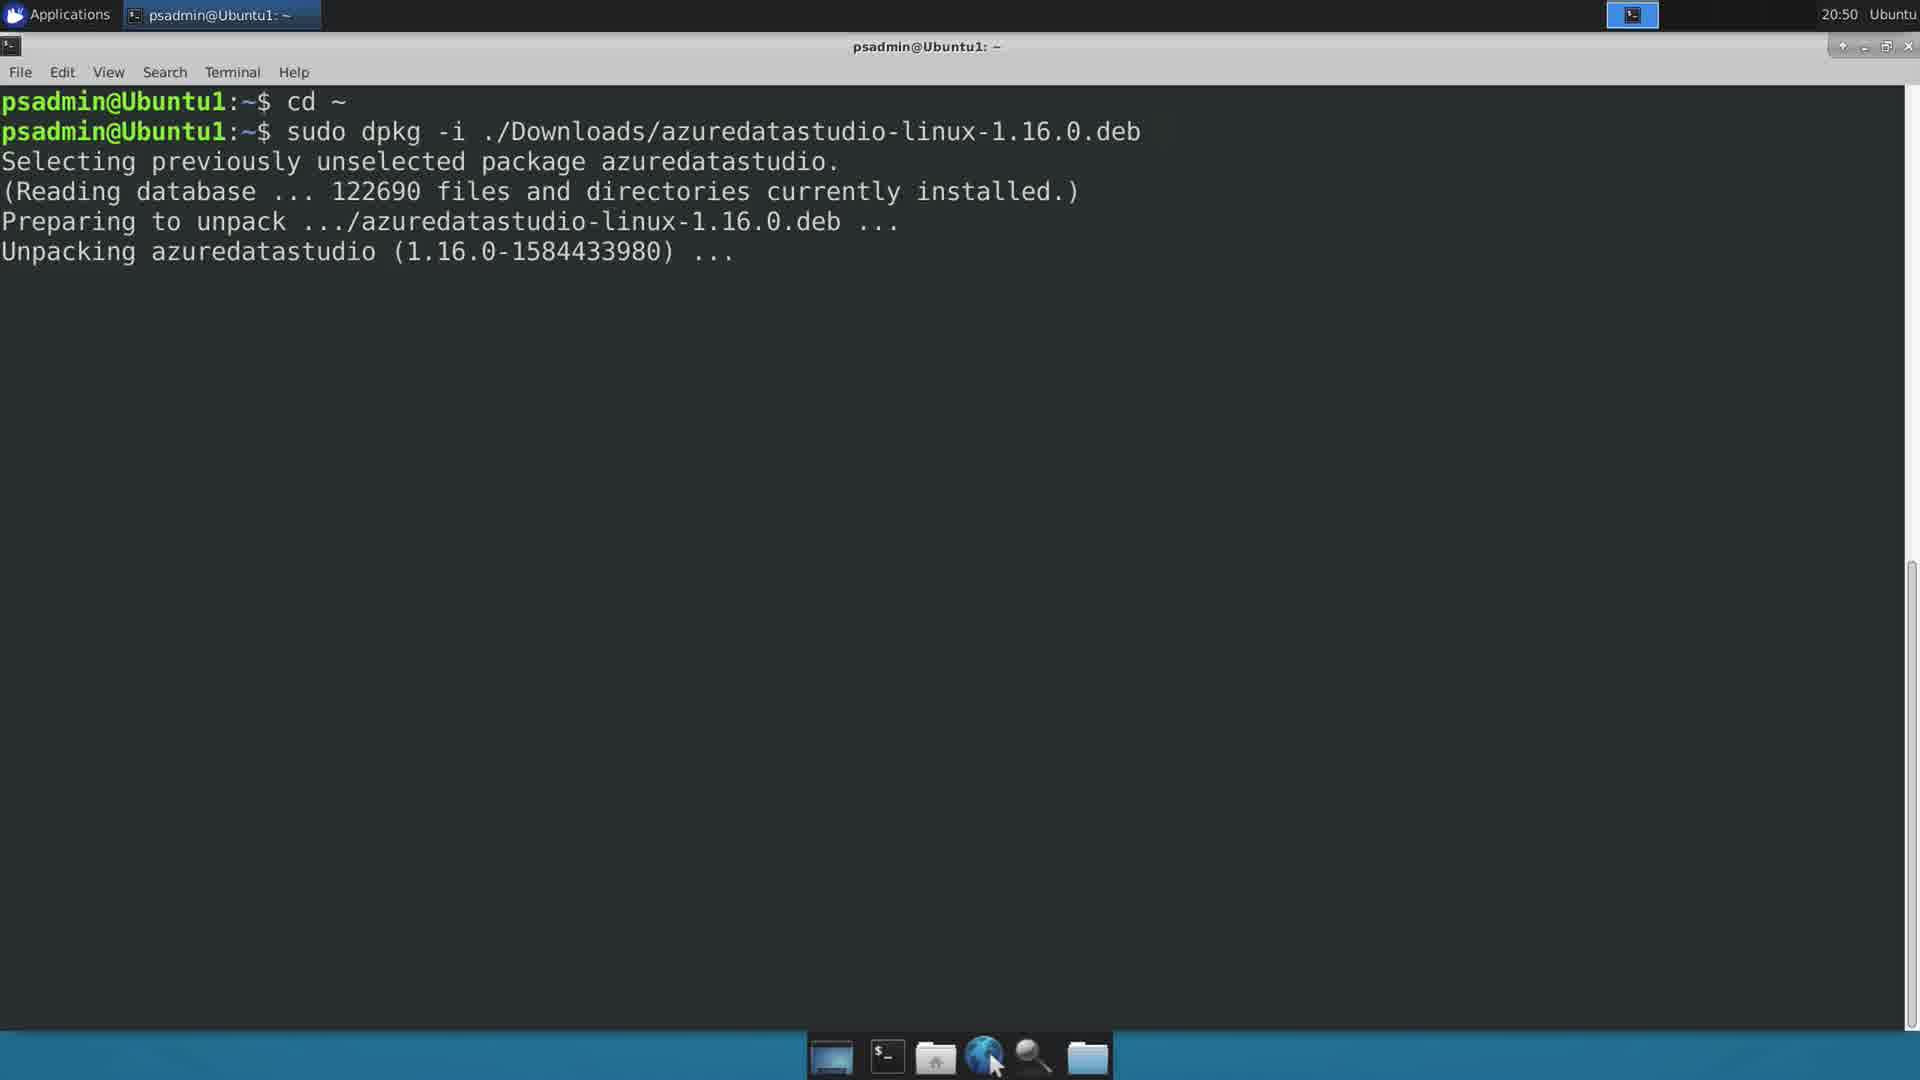 Applications psadmin@Ubuntu1: ~ 20:50 Ubuntu
psadmin@Ubuntu1: ~
File Edit View Search Terminal Help
psadmin@Ubuntu1:~$ cd ~
psadmin@Ubuntu1:~$ sudo dpkg -i ./Downloads/azuredatastudio-linux-1.16.0.deb
Selecting previously unselected package azuredatastudio.
(Reading database ... 122690 files and directories currently installed.)
Preparing to unpack .../azuredatastudio-linux-1.16.0.deb ...
Unpacking azuredatastudio (1.16.0-1584433980) ...